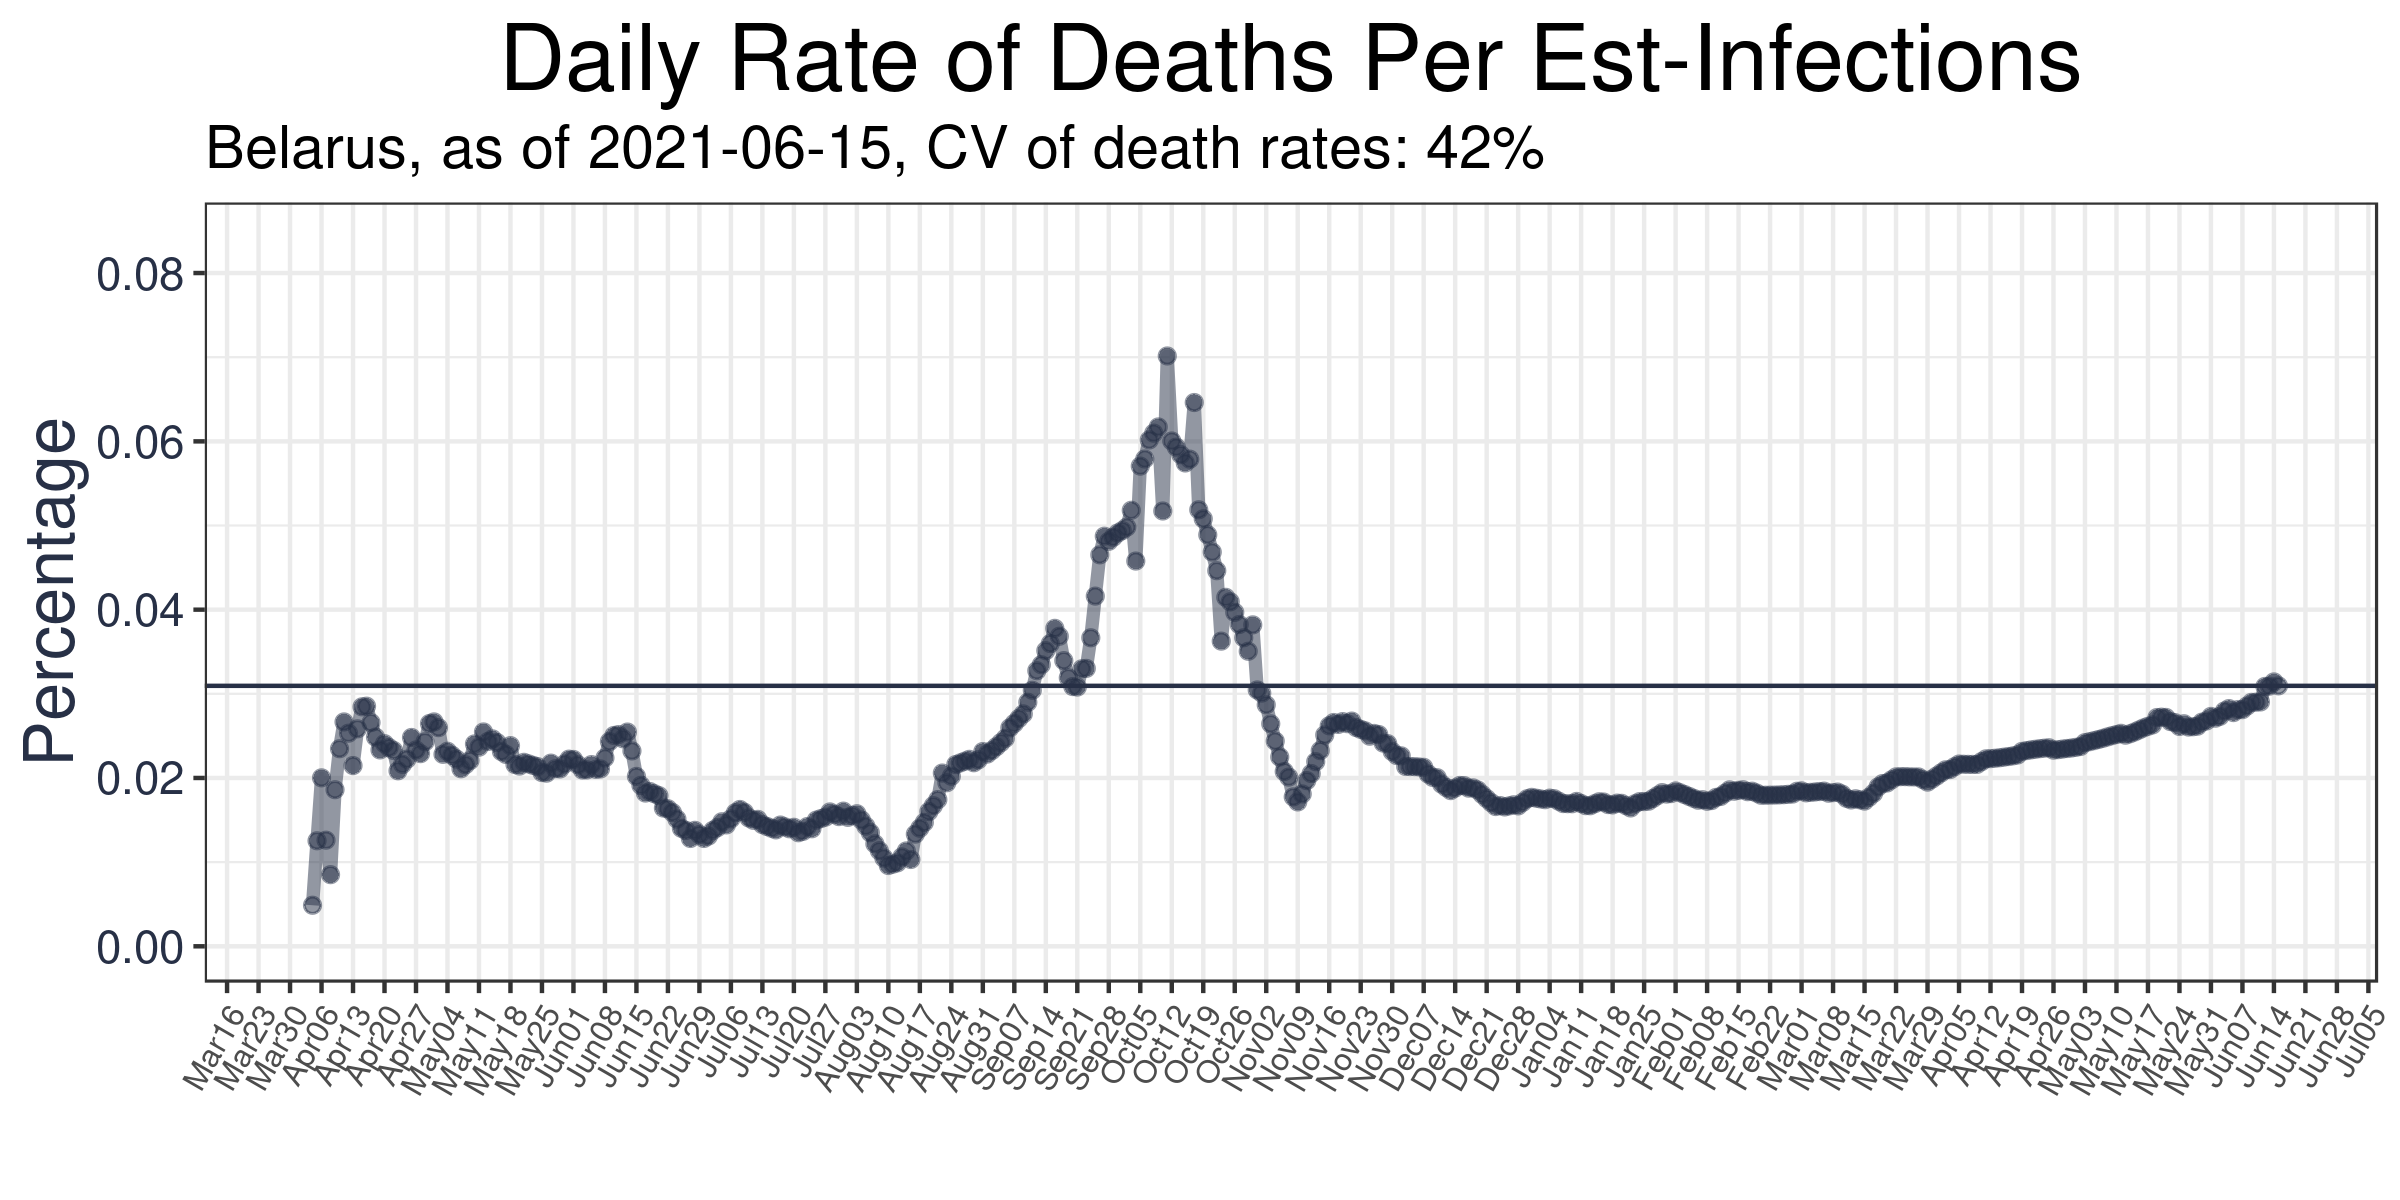 Daily Rate of Deaths Per Est-Infections
Belarus, as of 2021-06-15, CV of death rates: 42%
Percentage
0.08
0.06
0.04
0.02
0.00
Mar16 Mar23 Mar30 Apr06 Apr13 Apr20 Apr27 May04 May11 May18 May25 Jun01 Jun08 Jun15 Jun22 Jun29 Jul06 Jul13 Jul20 Jul27 Aug03 Aug10 Aug17 Aug24 Aug31 Sep07 Sep14 Sep21 Sep28 Oct05 Oct12 Oct19 Oct26 Nov02 Nov09 Nov16 Nov23 Nov30 Dec07 Dec14 Dec21 Dec28 Jan04 Jan11 Jan18 Jan25 Feb01 Feb08 Feb15 Feb22 Mar01 Mar08 Mar15 Mar22 Mar29 Apr05 Apr12 Apr19 Apr26 May03 May10 May17 May24 May31 Jun07 Jun14 Jun21 Jun28 Jul05